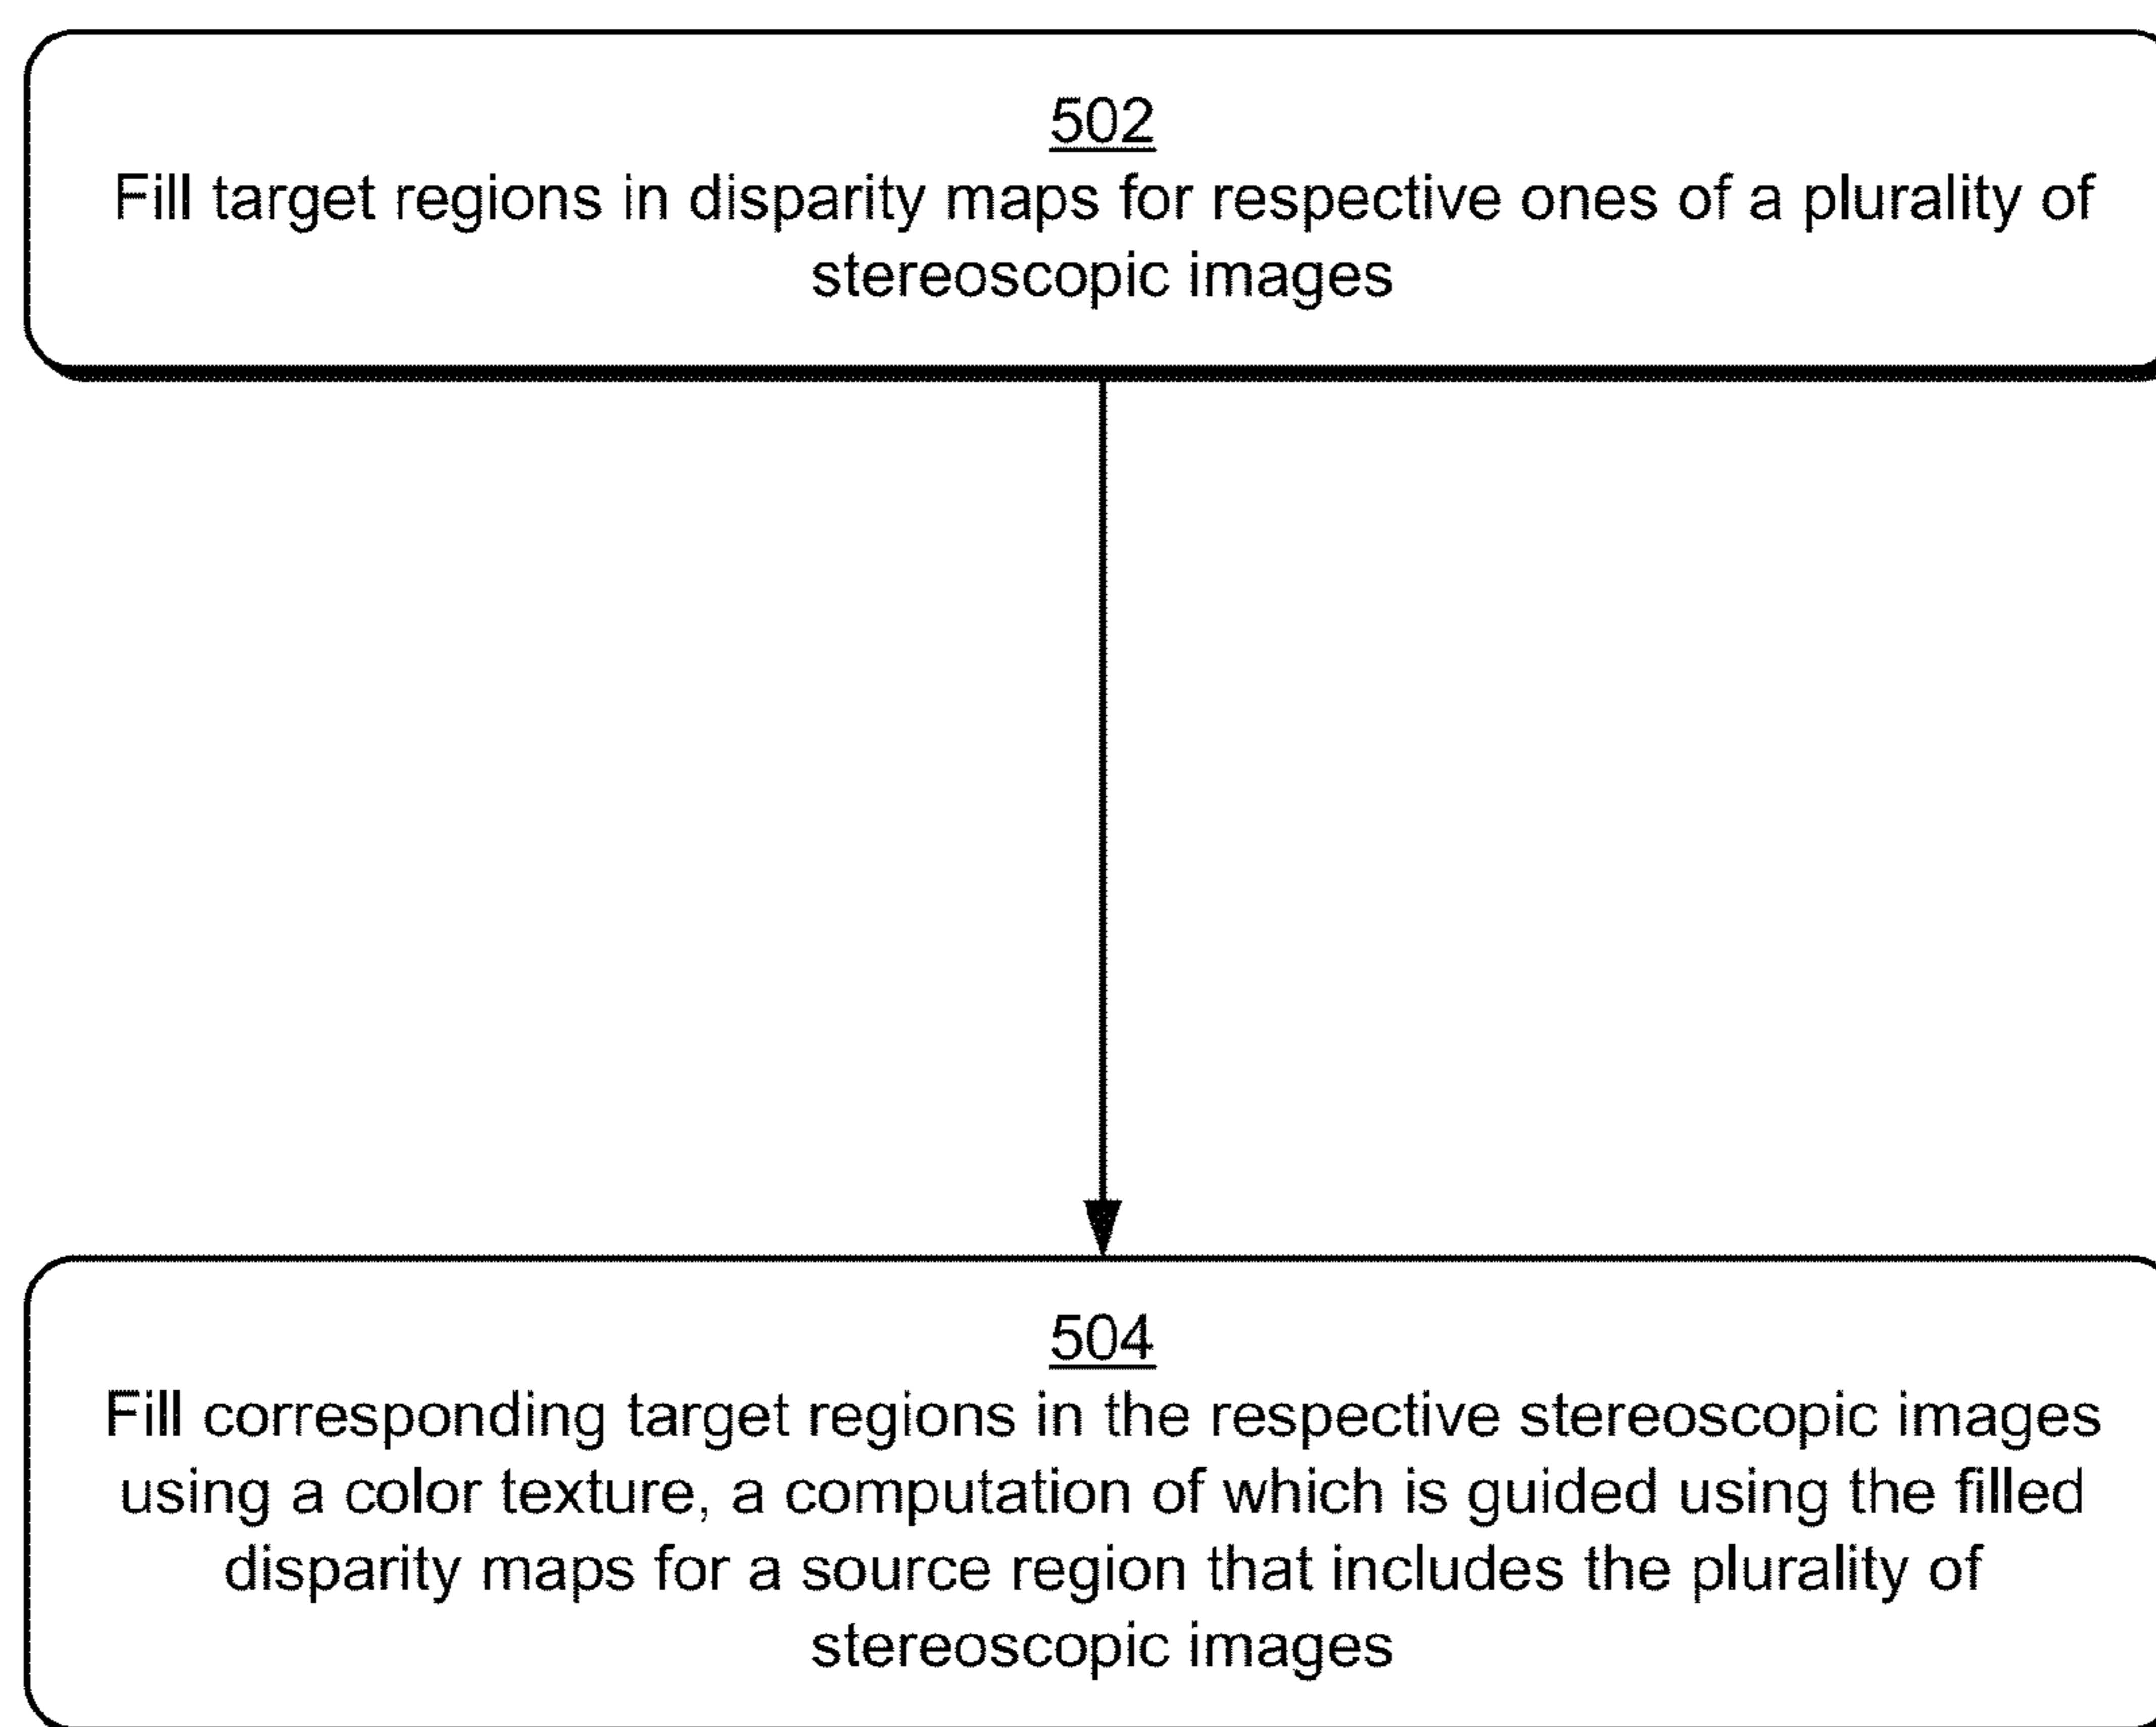 502
Fill target regions in disparity maps for respective ones of a plurality of
stereoscopic images
504
Fill corresponding target regions in the respective stereoscopic images
using a color texture, a computation of which is guided using the filled
disparity maps for a source region that includes the plurality of
stereoscopic images